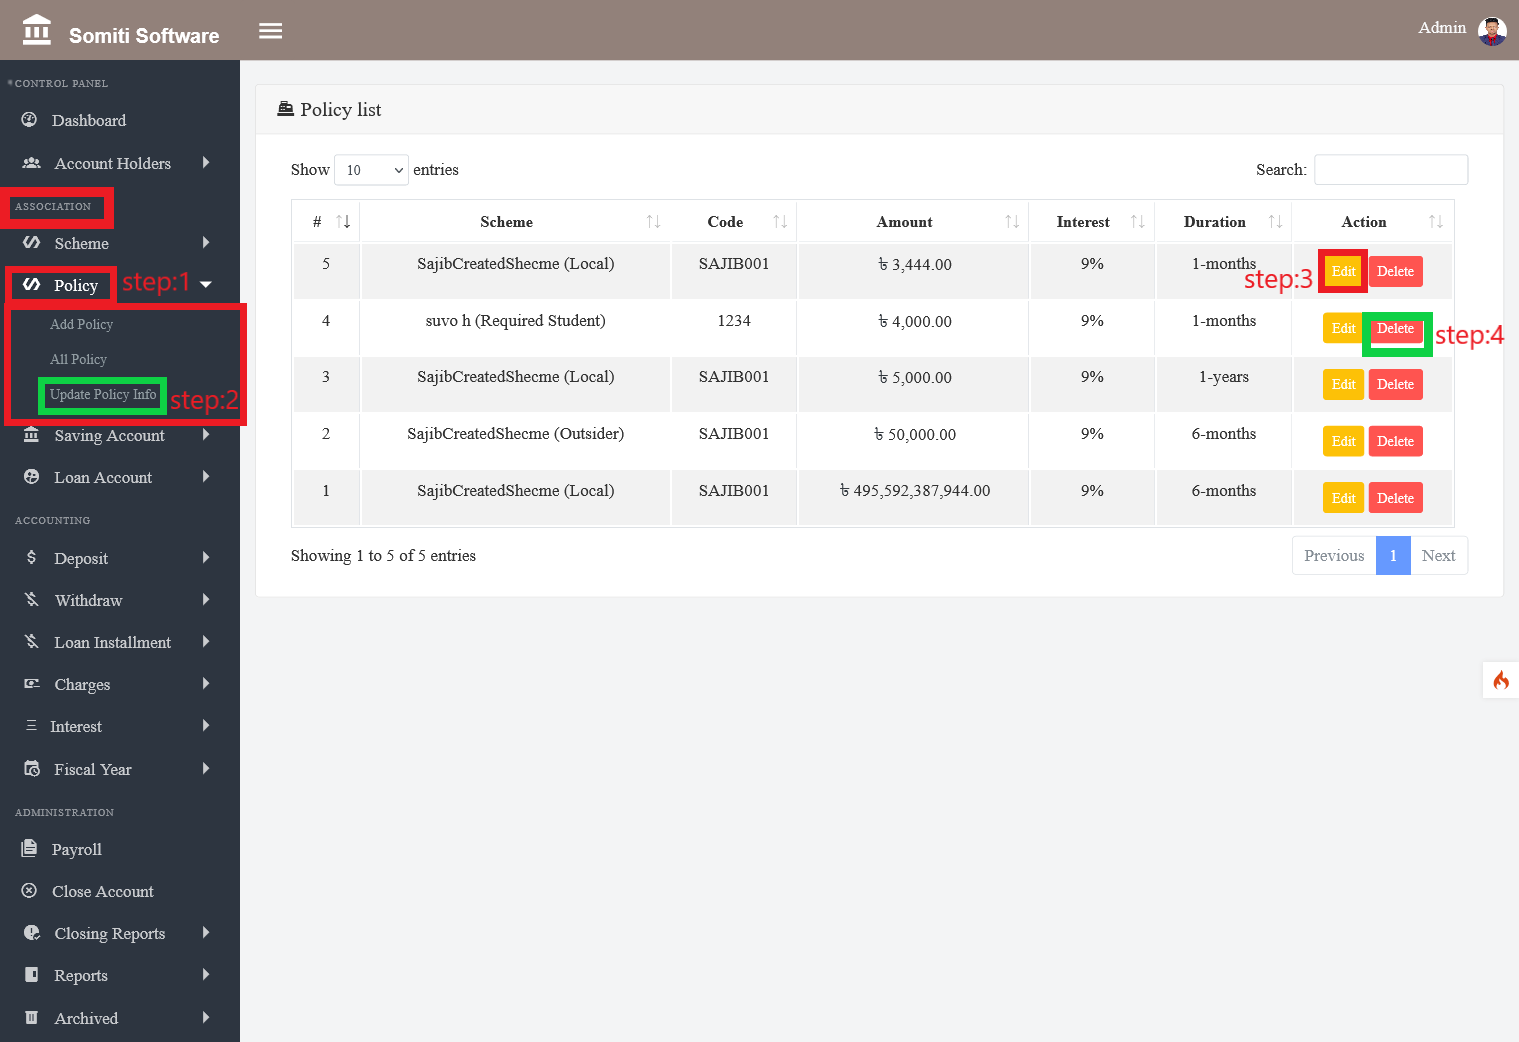 Somiti Software
Admin
*CONTROL PANEL
Dashboard
Account Holders
ASSOCIATION
Scheme
Policy step:1
Add Policy
All Policy
Update Policy Info step:2
Saving Account
Loan Account
ACCOUNTING
Deposit
Withdraw
Loan Installment
Charges
Interest
Fiscal Year
ADMINISTRATION
Payroll
Close Account
Closing Reports
Reports
Archived
Policy list
Show 10 entries Search:
# Scheme Code Amount Interest Duration Action
5 SajibCreatedShecme (Local) SAJIB001 ৳ 3,444.00 9% 1-months step:3 Edit Delete
4 suvo h (Required Student) 1234 ৳ 4,000.00 9% 1-months Edit Delete step:4
3 SajibCreatedShecme (Local) SAJIB001 ৳ 5,000.00 9% 1-years Edit Delete
2 SajibCreatedShecme (Outsider) SAJIB001 ৳ 50,000.00 9% 6-months Edit Delete
1 SajibCreatedShecme (Local) SAJIB001 ৳ 495,592,387,944.00 9% 6-months Edit Delete
Showing 1 to 5 of 5 entries Previous 1 Next